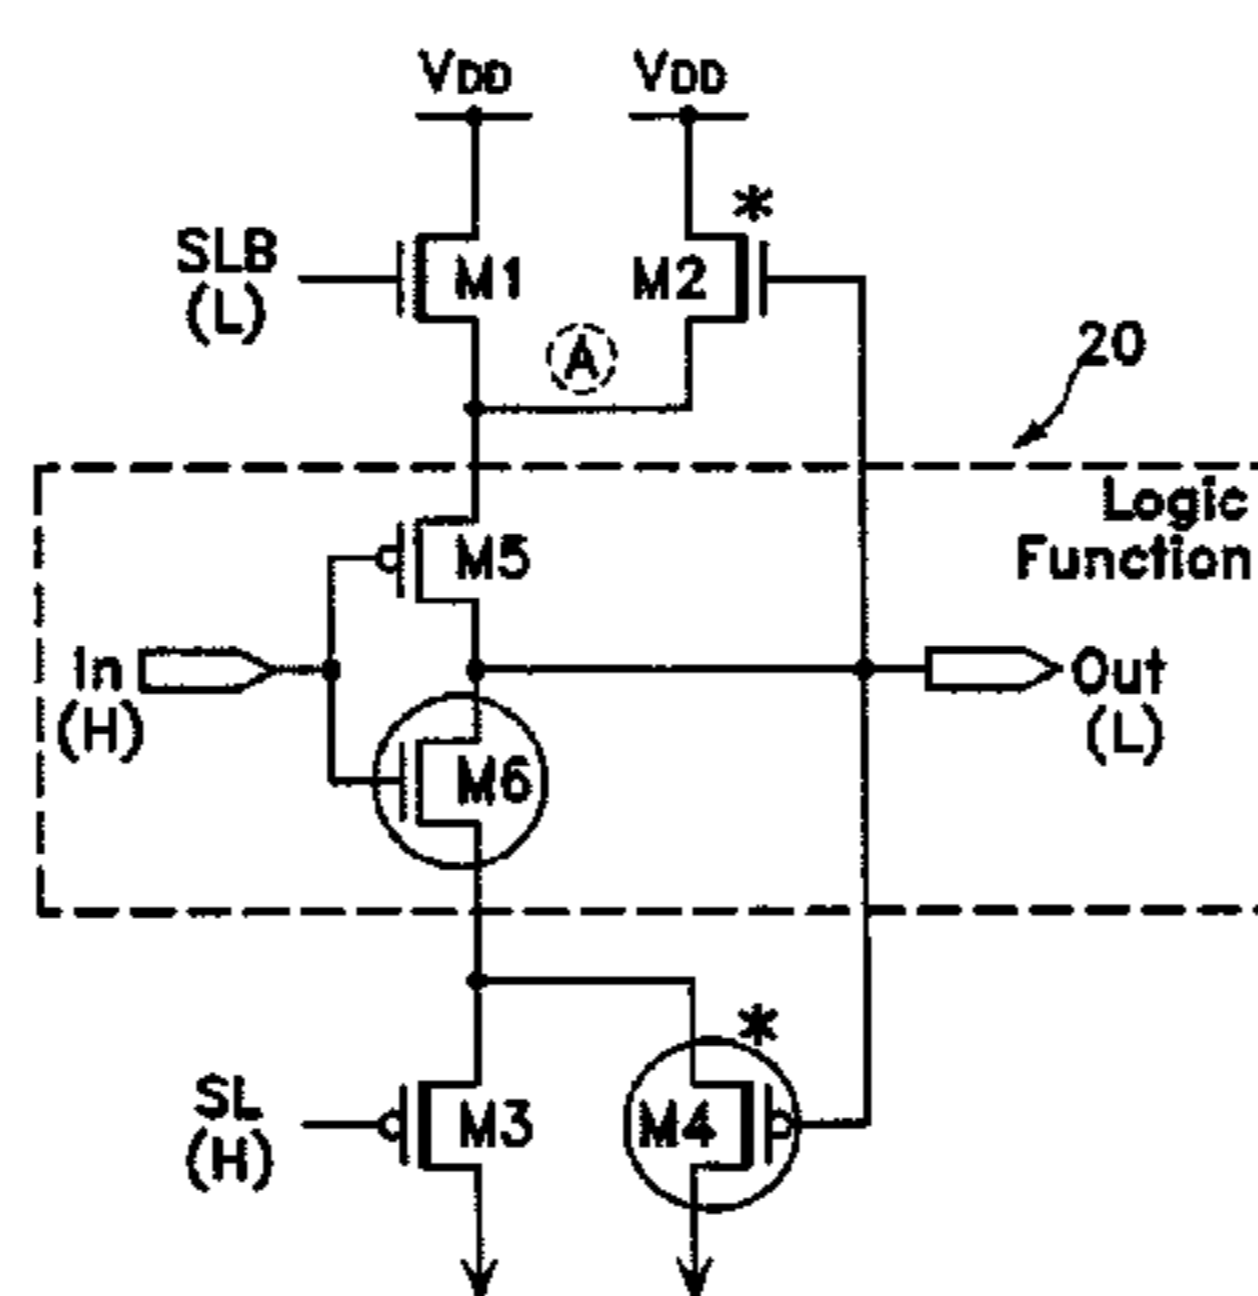 VDD VDD
*
SLB
(L)
M1 M2
A
20
Logic
Function
M5
In
(H)
Out
(L)
M6
*
SL
(H)
M3 M4